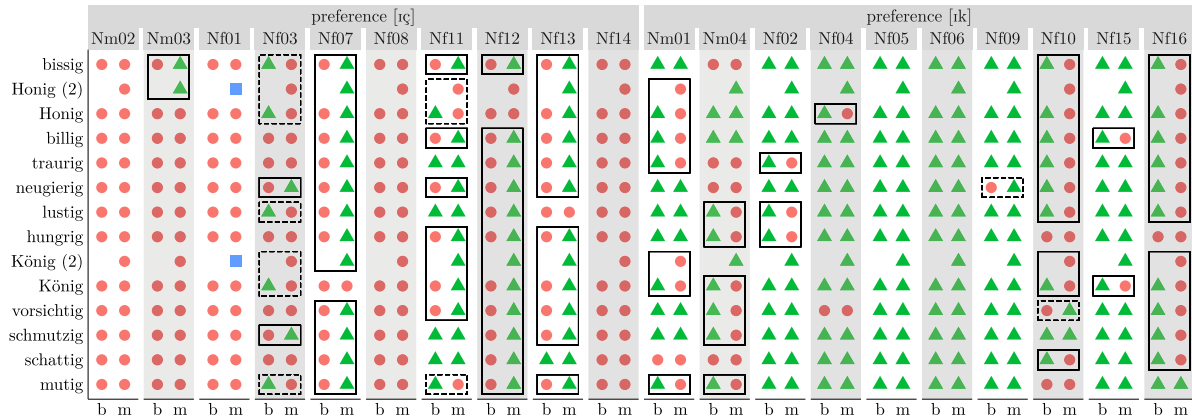 preference [ıç] preference [ık]
Nm02 Nm03 Nf01 Nf03 Nf07 Nf08 Nf11 Nf12 Nf13 Nf14 Nm01 Nm04 Nf02 Nf04 Nf05 Nf06 Nf09 Nf10 Nf15 Nf16
bissig
Honig (2)
Honig
billig
traurig
neugierig
lustig
hungrig
König (2)
König
vorsichtig
schmutzig
schattig
mutig
b m b m b m b m b m b m b m b m b m b m b m b m b m b m b m b m b m b m b m b m